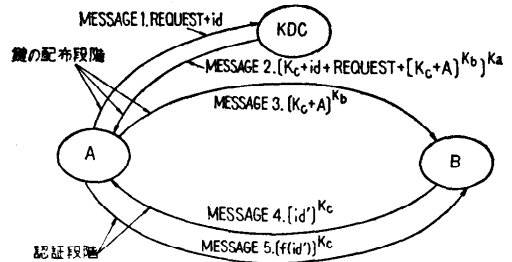 MESSAGE 1.REQUEST+id
KDC
鍵の配布段階
MESSAGE 2.[Kc+id+REQUEST+[Kc+A]Kb]Ka
MESSAGE 3.[Kc+A]Kb
A
B
MESSAGE 4.[id']Kc
認証段階
MESSAGE 5.[f(id')]Kc